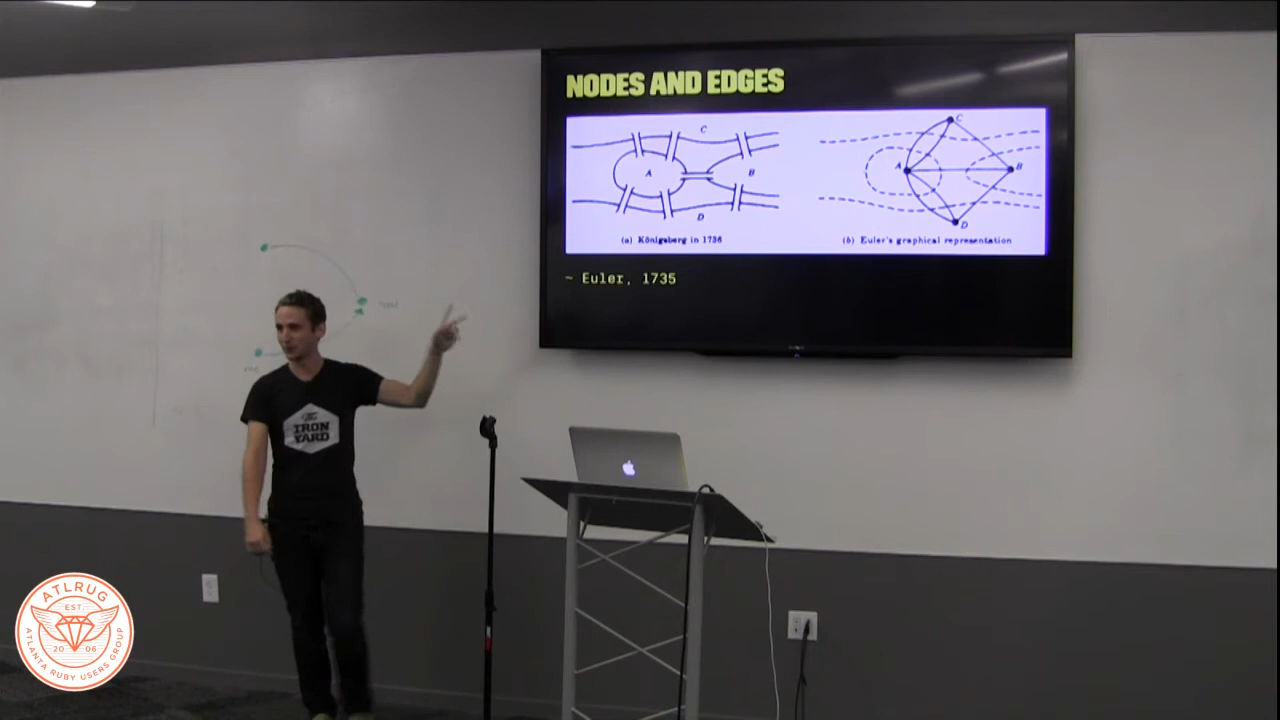 NODES AND EDGES
C
A
B
D
(a) Königsberg in 1736
C
A
B
D
(b) Euler's graphical representation
~ Euler, 1735
The
IRON
YARD
ATLRUG
EST.
20 06
ATLANTA RUBY USERS GROUP